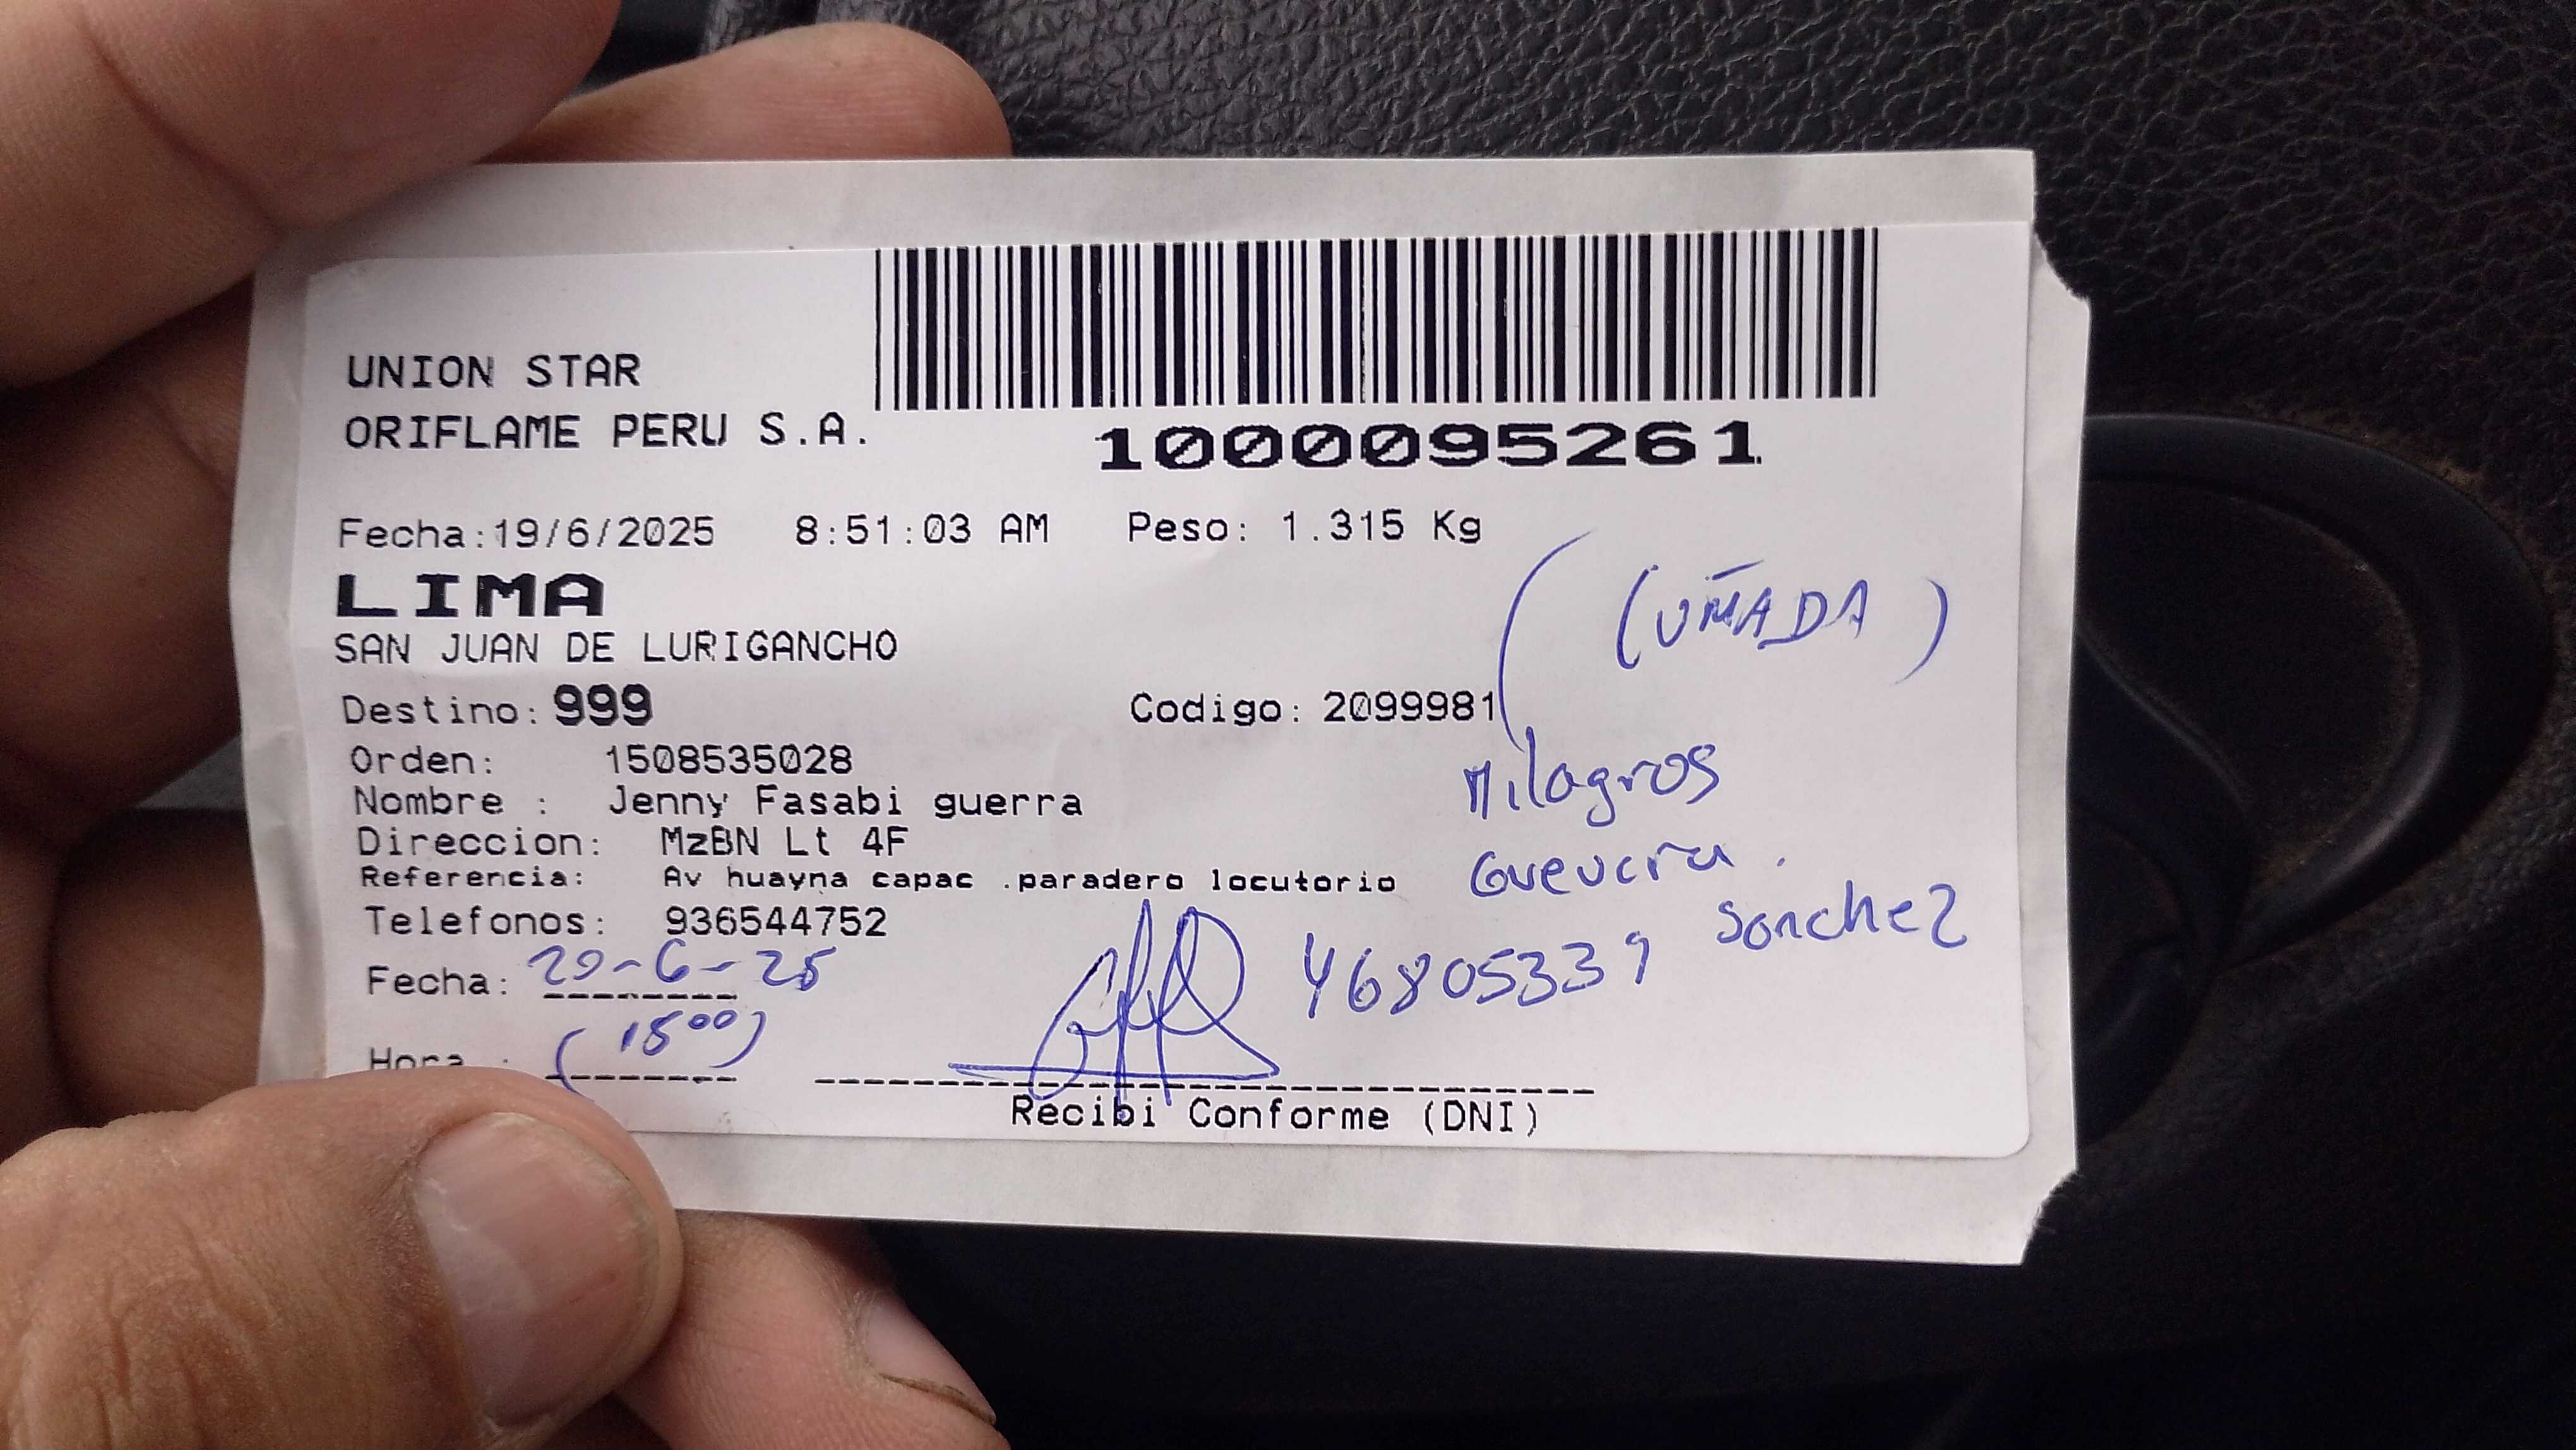 UNION STAR
ORIFLAME PERU S.A.
1000095261
Fecha:19/6/2025 8:51:03 AM Peso: 1.315 Kg
LIMA
SAN JUAN DE LURIGANCHO
(UÑADA)
Destino: 999 Codigo: 2099981
Orden: 1508535028
Nombre : Jenny Fasabi guerra
Direccion: MzBN Lt 4F
Referencia: Av huayna capac .paradero locutorio
Telefonos: 936544752
Milagros
Sanchez
46805339
Fecha: 20-6-25
Hora : (1500)
Recibi Conforme (DNI)